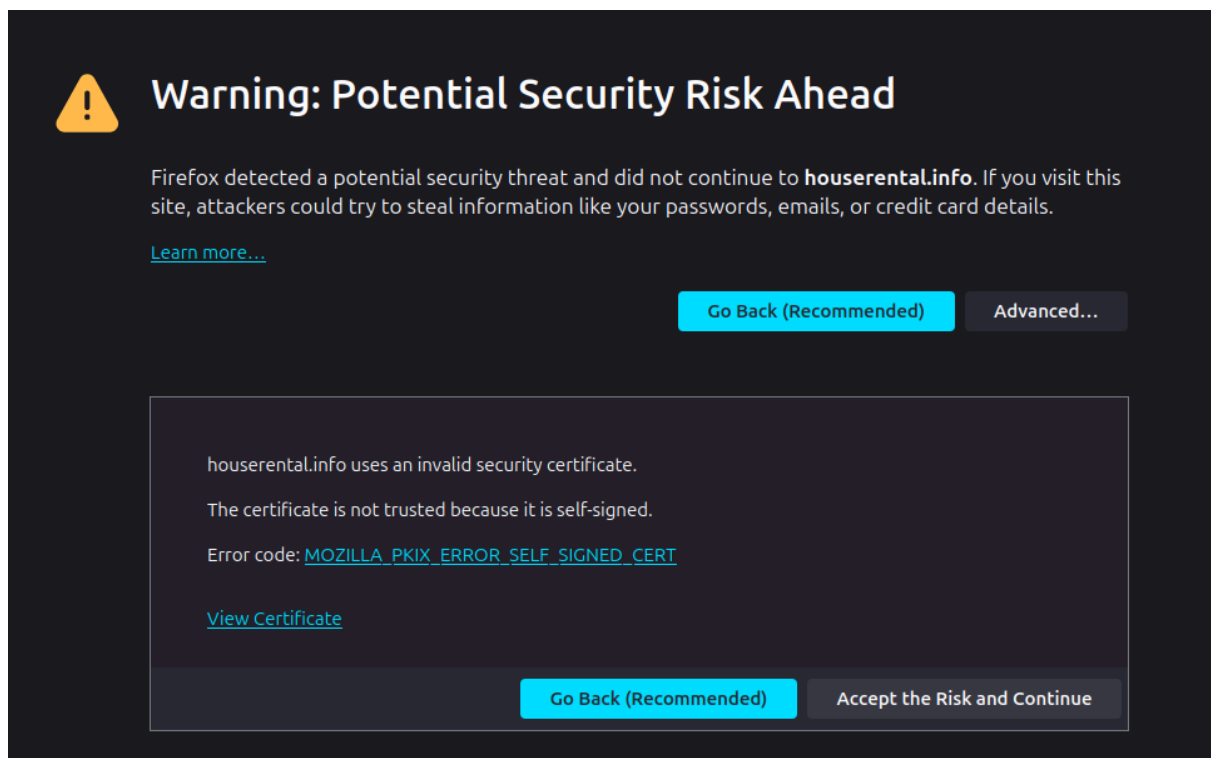 Warning: Potential Security Risk Ahead
Firefox detected a potential security threat and did not continue to houserental.info. If you visit this
site, attackers could try to steal information like your passwords, emails, or credit card details.
Learn more…
Go Back (Recommended)
Advanced…
houserental.info uses an invalid security certificate.
The certificate is not trusted because it is self-signed.
Error code: MOZILLA_PKIX_ERROR_SELF_SIGNED_CERT
View Certificate
Go Back (Recommended)
Accept the Risk and Continue